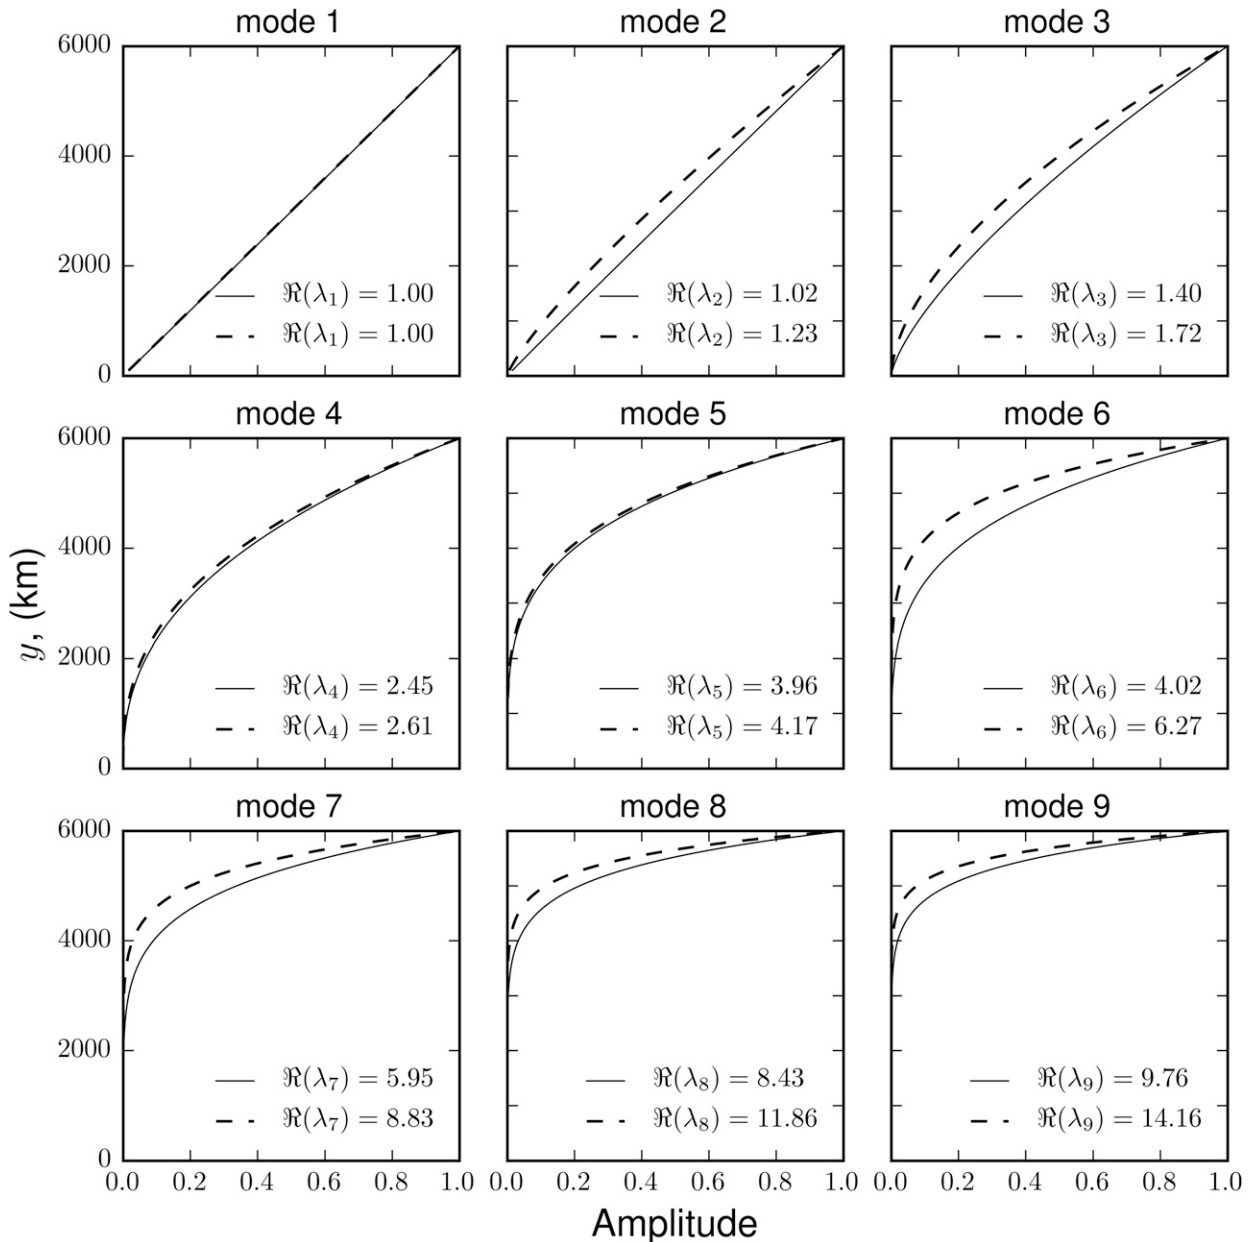 mode 1
mode 2
mode 3
6000
4000
2000
0
ℜ(λ₁) = 1.00
ℜ(λ₁) = 1.00
ℜ(λ₂) = 1.02
ℜ(λ₂) = 1.23
ℜ(λ₃) = 1.40
ℜ(λ₃) = 1.72
mode 4
mode 5
mode 6
6000
4000
2000
0
ℜ(λ₄) = 2.45
ℜ(λ₄) = 2.61
ℜ(λ₅) = 3.96
ℜ(λ₅) = 4.17
ℜ(λ₆) = 4.02
ℜ(λ₆) = 6.27
y, (km)
mode 7
mode 8
mode 9
6000
4000
2000
0
ℜ(λ₇) = 5.95
ℜ(λ₇) = 8.83
ℜ(λ₈) = 8.43
ℜ(λ₈) = 11.86
ℜ(λ₉) = 9.76
ℜ(λ₉) = 14.16
0.0 0.2 0.4 0.6 0.8 1.0
0.0 0.2 0.4 0.6 0.8 1.0
0.0 0.2 0.4 0.6 0.8 1.0
Amplitude